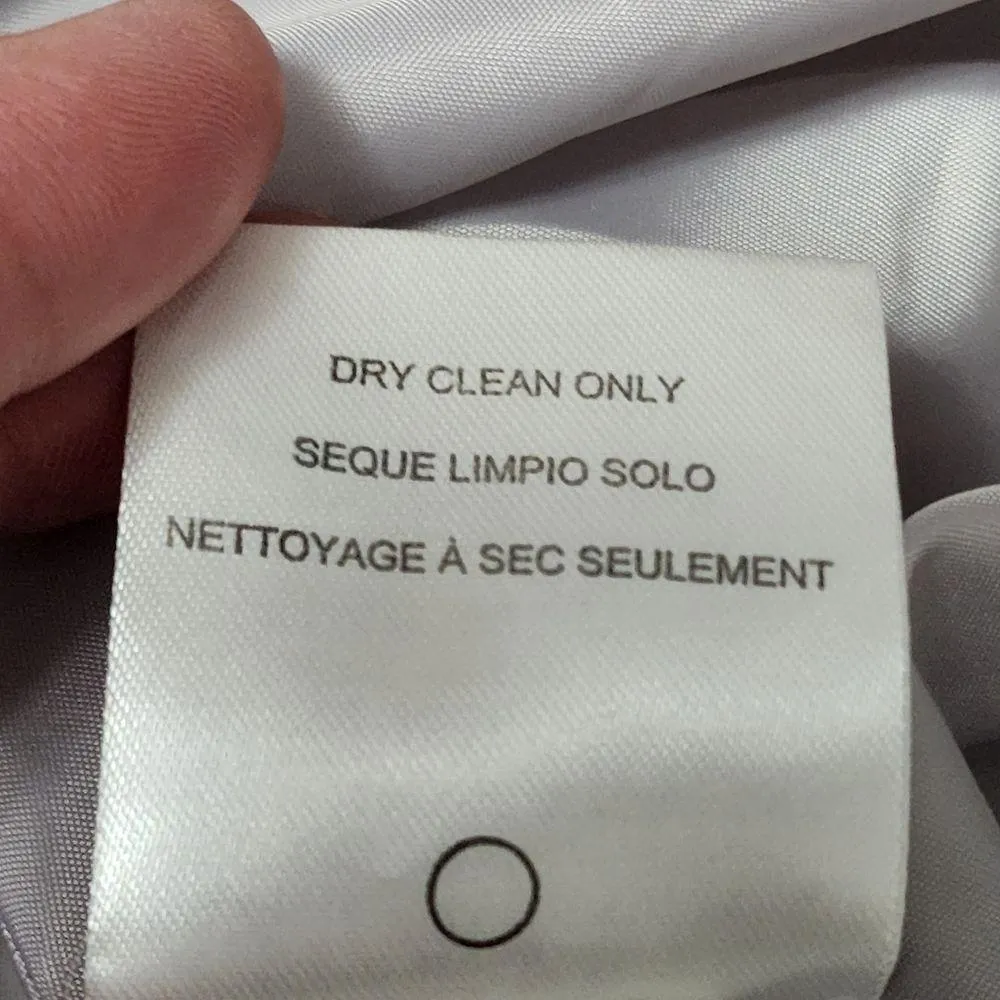 DRY CLEAN ONLY
SEQUE LIMPIO SOLO
NETTOYAGE À SEC SEULEMENT